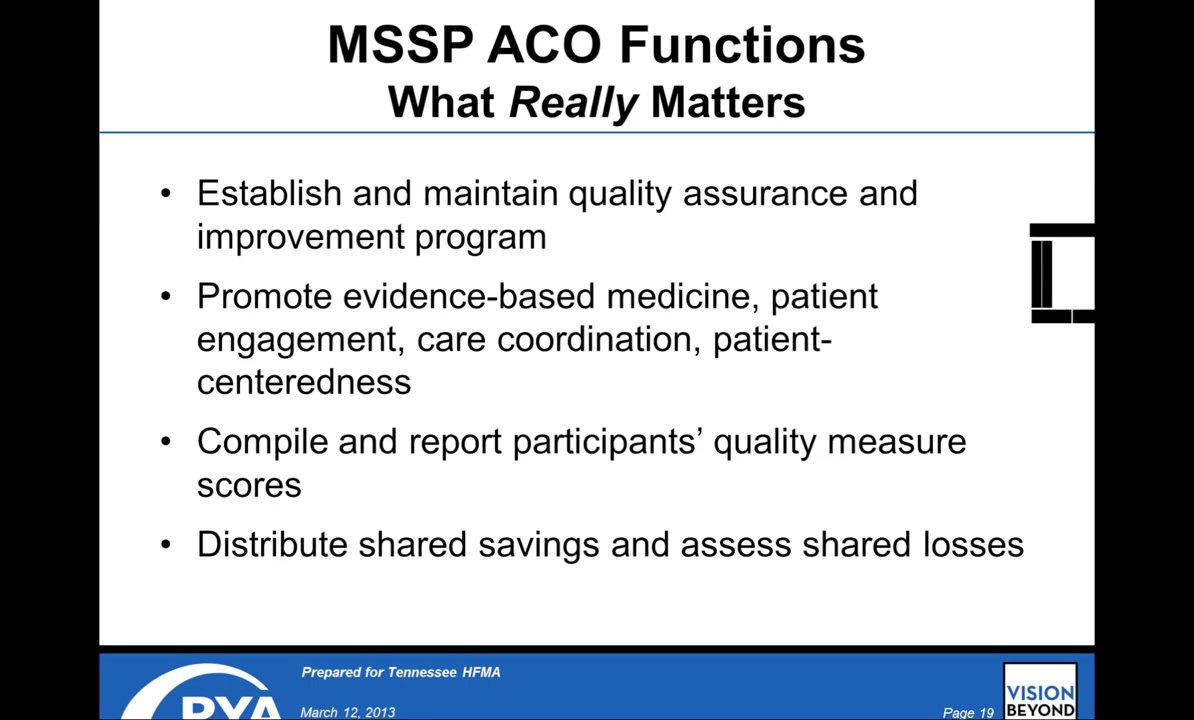 MSSP ACO Functions
What Really Matters
• Establish and maintain quality assurance and
improvement program
• Promote evidence-based medicine, patient
engagement, care coordination, patient-
centeredness
• Compile and report participants’ quality measure
scores
• Distribute shared savings and assess shared losses
Prepared for Tennessee HFMA
March 12, 2013
PYA
Page 19
VISION
BEYOND